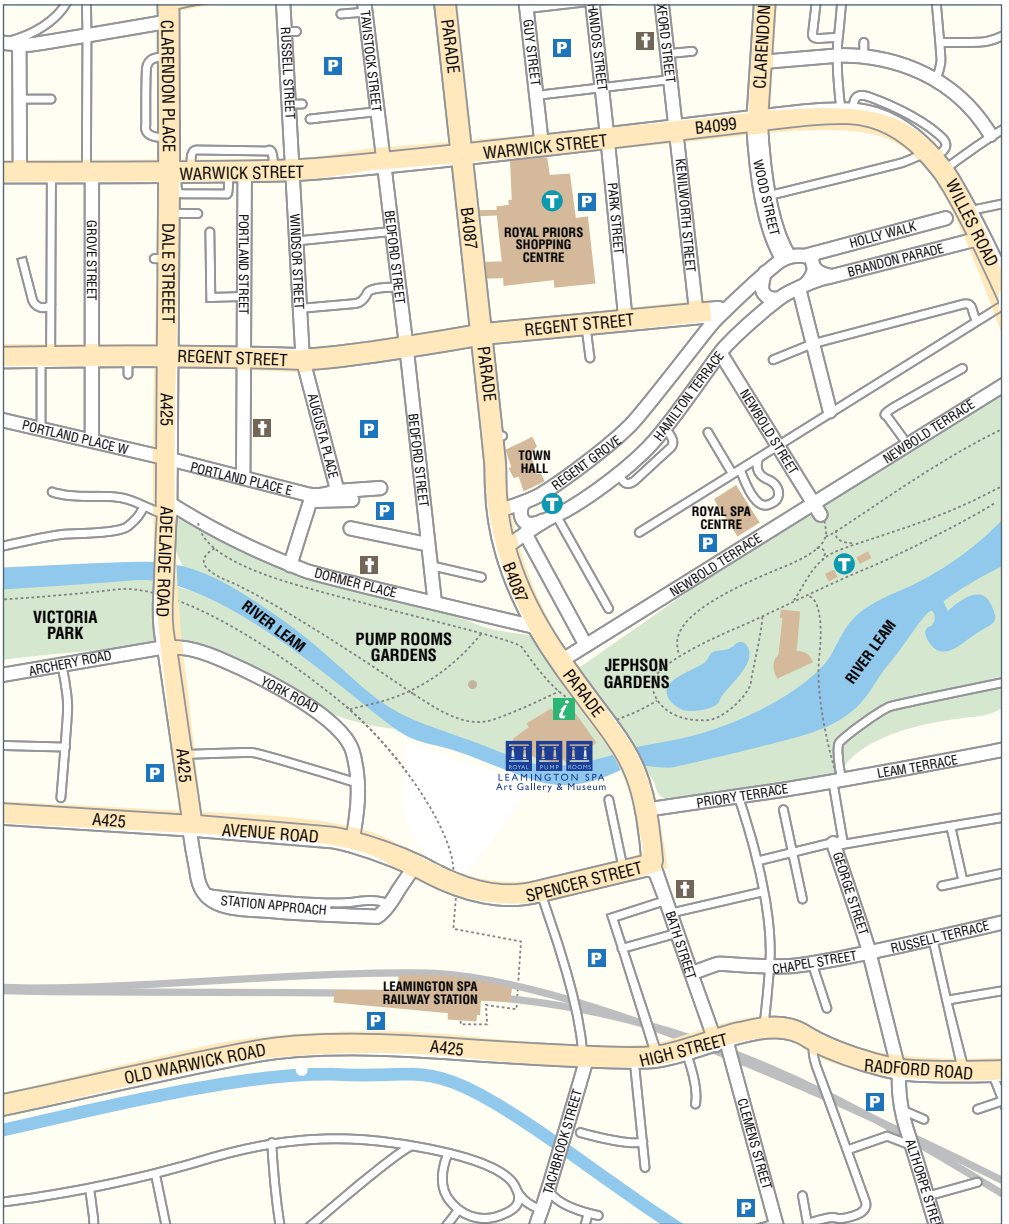 CLARENDON PLACE
RUSSELL STREET
TAVISTOCK STREET
PARADE
GUY STREET
HANDOS STREET
XFORD STREET
CLARENDON
P
P
B4099
WARWICK STREET
WARWICK STREET
WILLES ROAD
GROVE STREET
DALE STREEET
PORTLAND STREET
WINDSOR STREET
BEDFORD STREET
B4087
T
P
ROYAL PRIORS
SHOPPING
CENTRE
PARK STREET
KENILWORTH STREET
WOOD STREET
HOLLY WALK
BRANDON PARADE
REGENT STREET
REGENT STREET
PARADE
A425
AUGUSTA PLACE
P
BEDFORD STREET
HAMILTON TERRACE
NEWBOLD STREET
NEWBOLD TERRACE
PORTLAND PLACE W
PORTLAND PLACE E
TOWN
HALL
REGENT GROVE
T
P
ROYAL SPA
CENTRE
P
ADELAIDE ROAD
DORMER PLACE
B4087
NEWBOLD TERRACE
T
VICTORIA
PARK
RIVER LEAM
PUMP ROOMS
GARDENS
JEPHSON
GARDENS
RIVER LEAM
ARCHERY ROAD
YORK ROAD
PARADE
i
A425
P
ROYAL PUMP ROOMS
LEAMINGTON SPA
Art Gallery & Museum
LEAM TERRACE
PRIORY TERRACE
A425
AVENUE ROAD
SPENCER STREET
GEORGE STREET
STATION APPROACH
BATH STREET
RUSSELL TERRACE
CHAPEL STREET
P
LEAMINGTON SPA
RAILWAY STATION
P
OLD WARWICK ROAD
A425
HIGH STREET
RADFORD ROAD
P
TACHBROOK STREET
CLEMENS STREET
ALTHORPE STREE
P